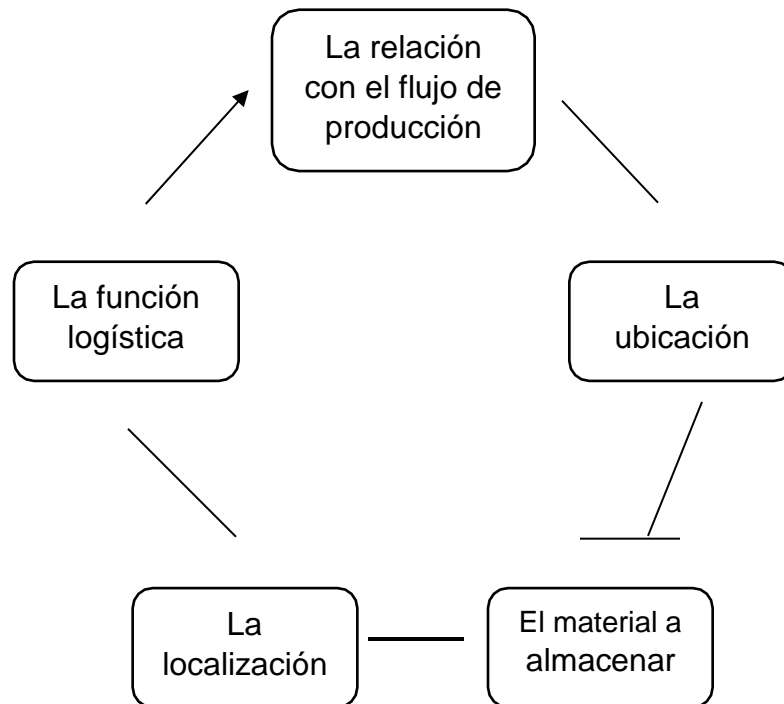 La relación
con el flujo de
producción
La función
logística
La
ubicación
La
localización
El material a
almacenar